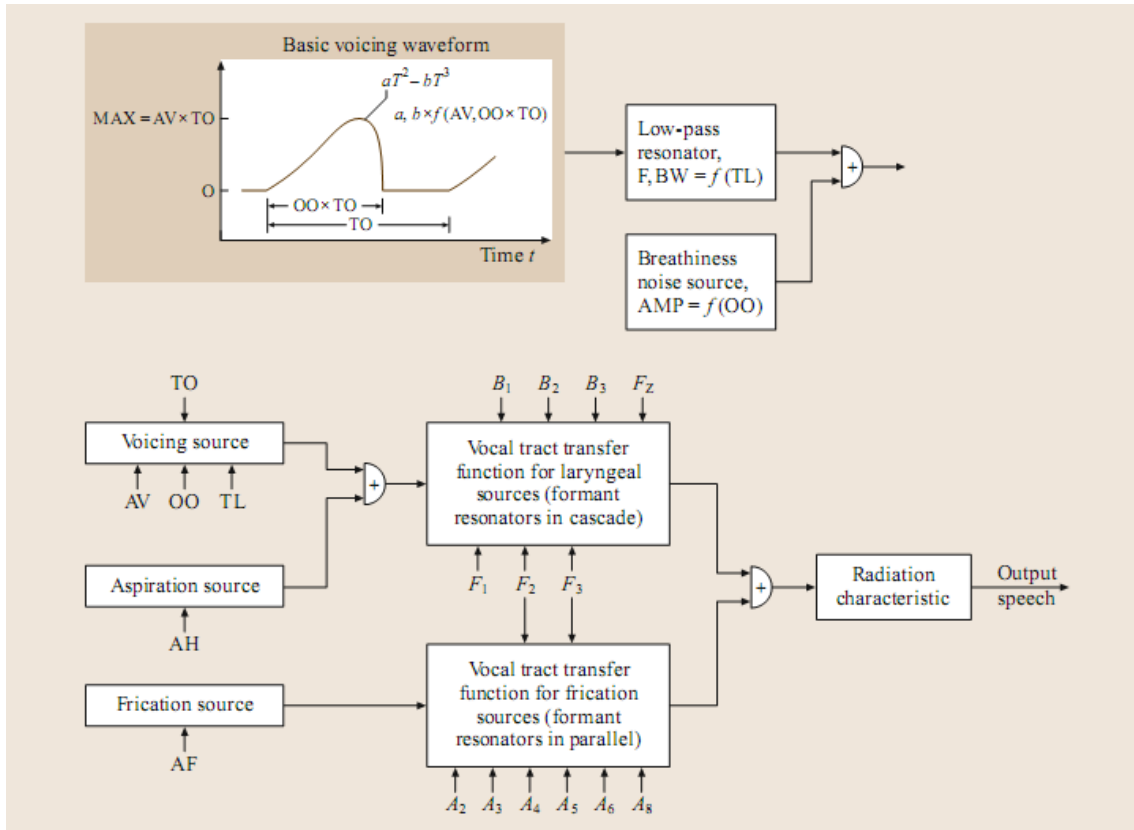 Basic voicing waveform
aT² – bT³
MAX = AV × TO
a, b × f (AV, OO × TO)
O
OO × TO
TO
Time t
Low-pass
resonator,
F, BW = f (TL)
+
Breathiness
noise source,
AMP = f (OO)
TO
B₁ B₂ B₃ F_Z
Voicing source
AV OO TL
+
Vocal tract transfer
function for laryngeal
sources (formant
resonators in cascade)
Aspiration source
AH
F₁ F₂ F₃
+
Radiation
characteristic
Output
speech
Frication source
AF
Vocal tract transfer
function for frication
sources (formant
resonators in parallel)
A₂ A₃ A₄ A₅ A₆ A₈